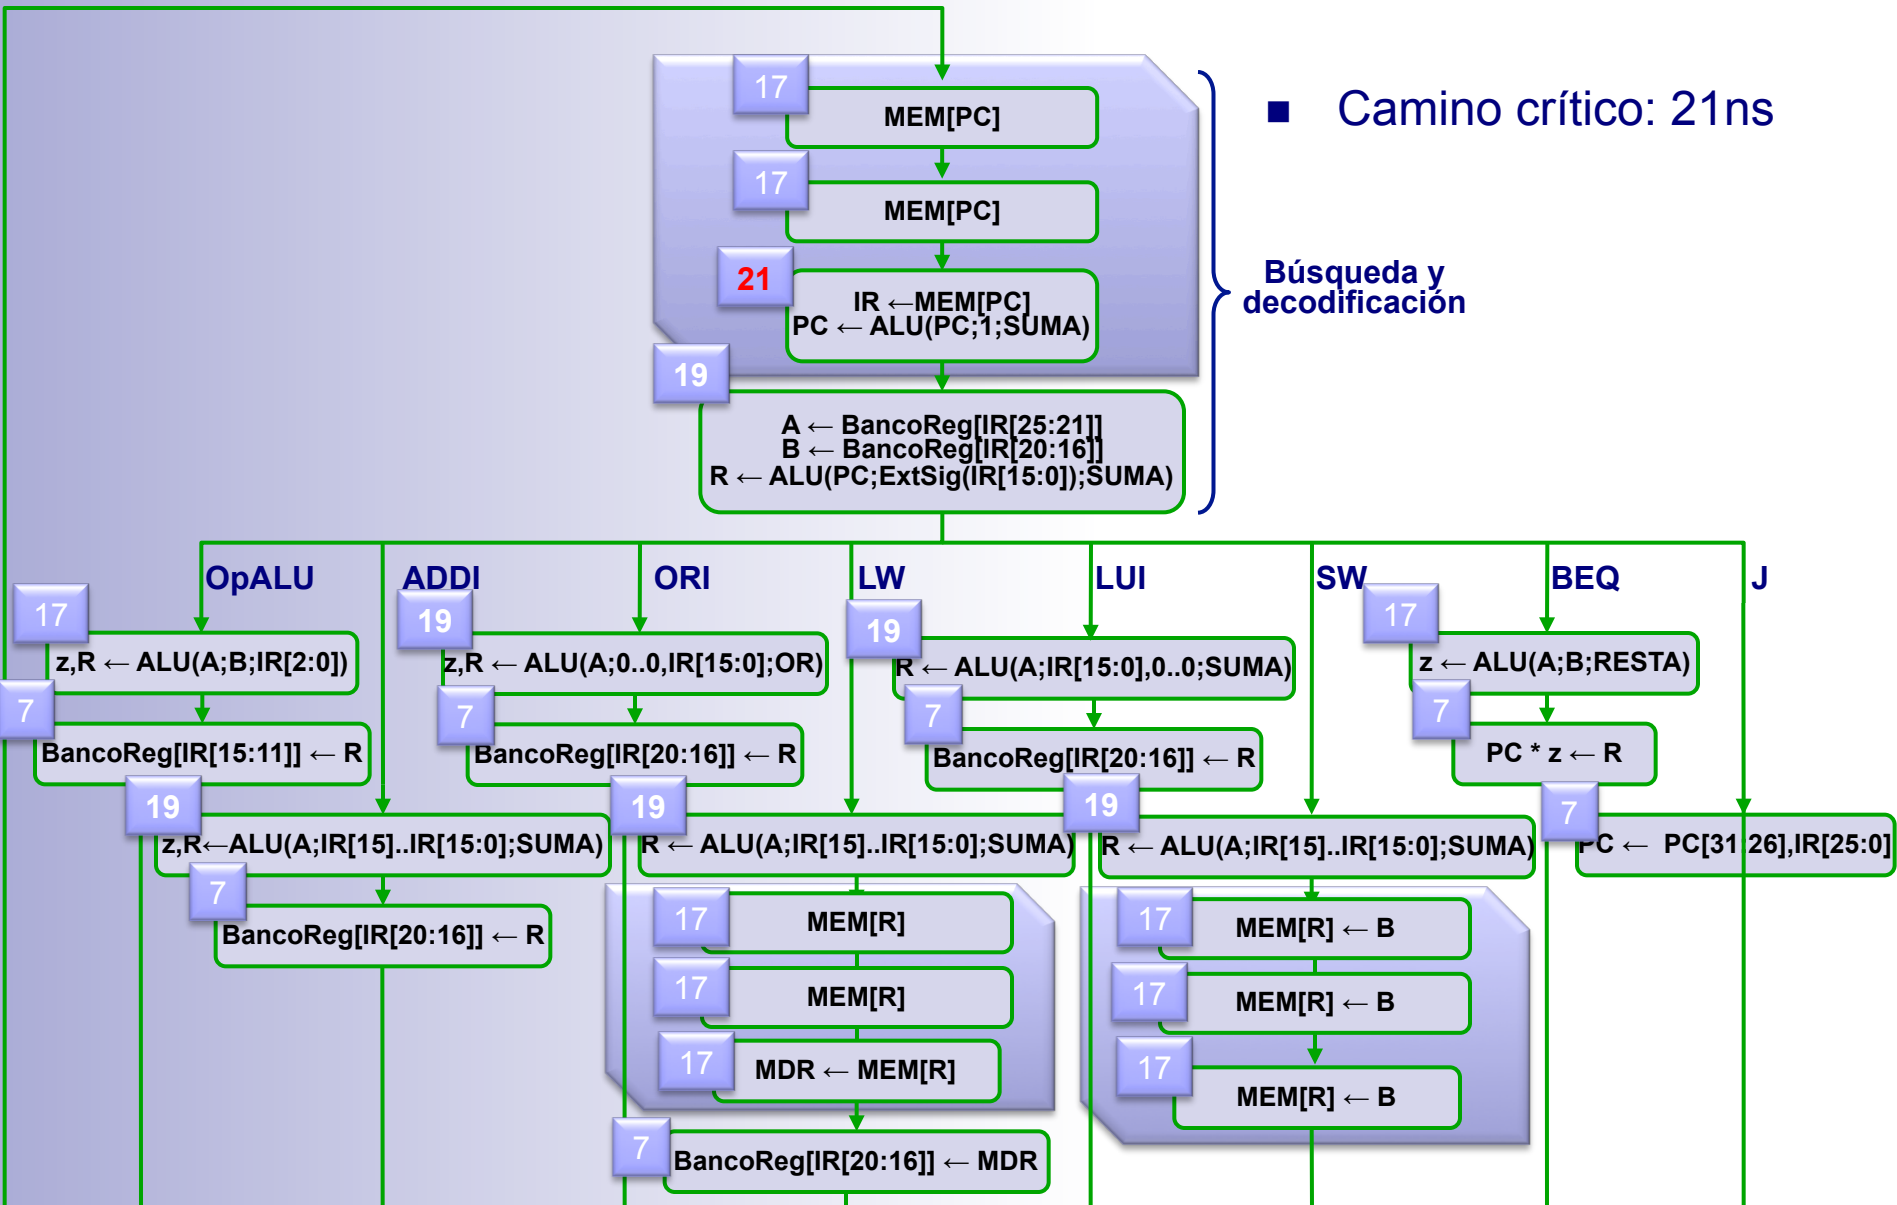 17
MEM[PC]
■ Camino crítico: 21ns
17
MEM[PC]
21
IR ←MEM[PC]
PC ← ALU(PC;1;SUMA)
Búsqueda y
decodificación
19
A ← BancoReg[IR[25:21]]
B ← BancoReg[IR[20:16]]
R ← ALU(PC;ExtSig(IR[15:0]);SUMA)
OpALU
ADDI
ORI
LW
LUI
SW
BEQ
J
17
z,R ← ALU(A;B;IR[2:0])
7
BancoReg[IR[15:11]] ← R
19
z,R ← ALU(A;0..0,IR[15:0];OR)
7
BancoReg[IR[20:16]] ← R
19
R ← ALU(A;IR[15:0],0..0;SUMA)
7
BancoReg[IR[20:16]] ← R
17
z ← ALU(A;B;RESTA)
7
PC * z ← R
19
z,R←ALU(A;IR[15]..IR[15:0];SUMA)
7
BancoReg[IR[20:16]] ← R
19
R ← ALU(A;IR[15]..IR[15:0];SUMA)
17
MEM[R]
17
MEM[R]
17
MDR ← MEM[R]
7
BancoReg[IR[20:16]] ← MDR
19
R ← ALU(A;IR[15]..IR[15:0];SUMA)
17
MEM[R] ← B
17
MEM[R] ← B
17
MEM[R] ← B
7
PC ← PC[31:26],IR[25:0]